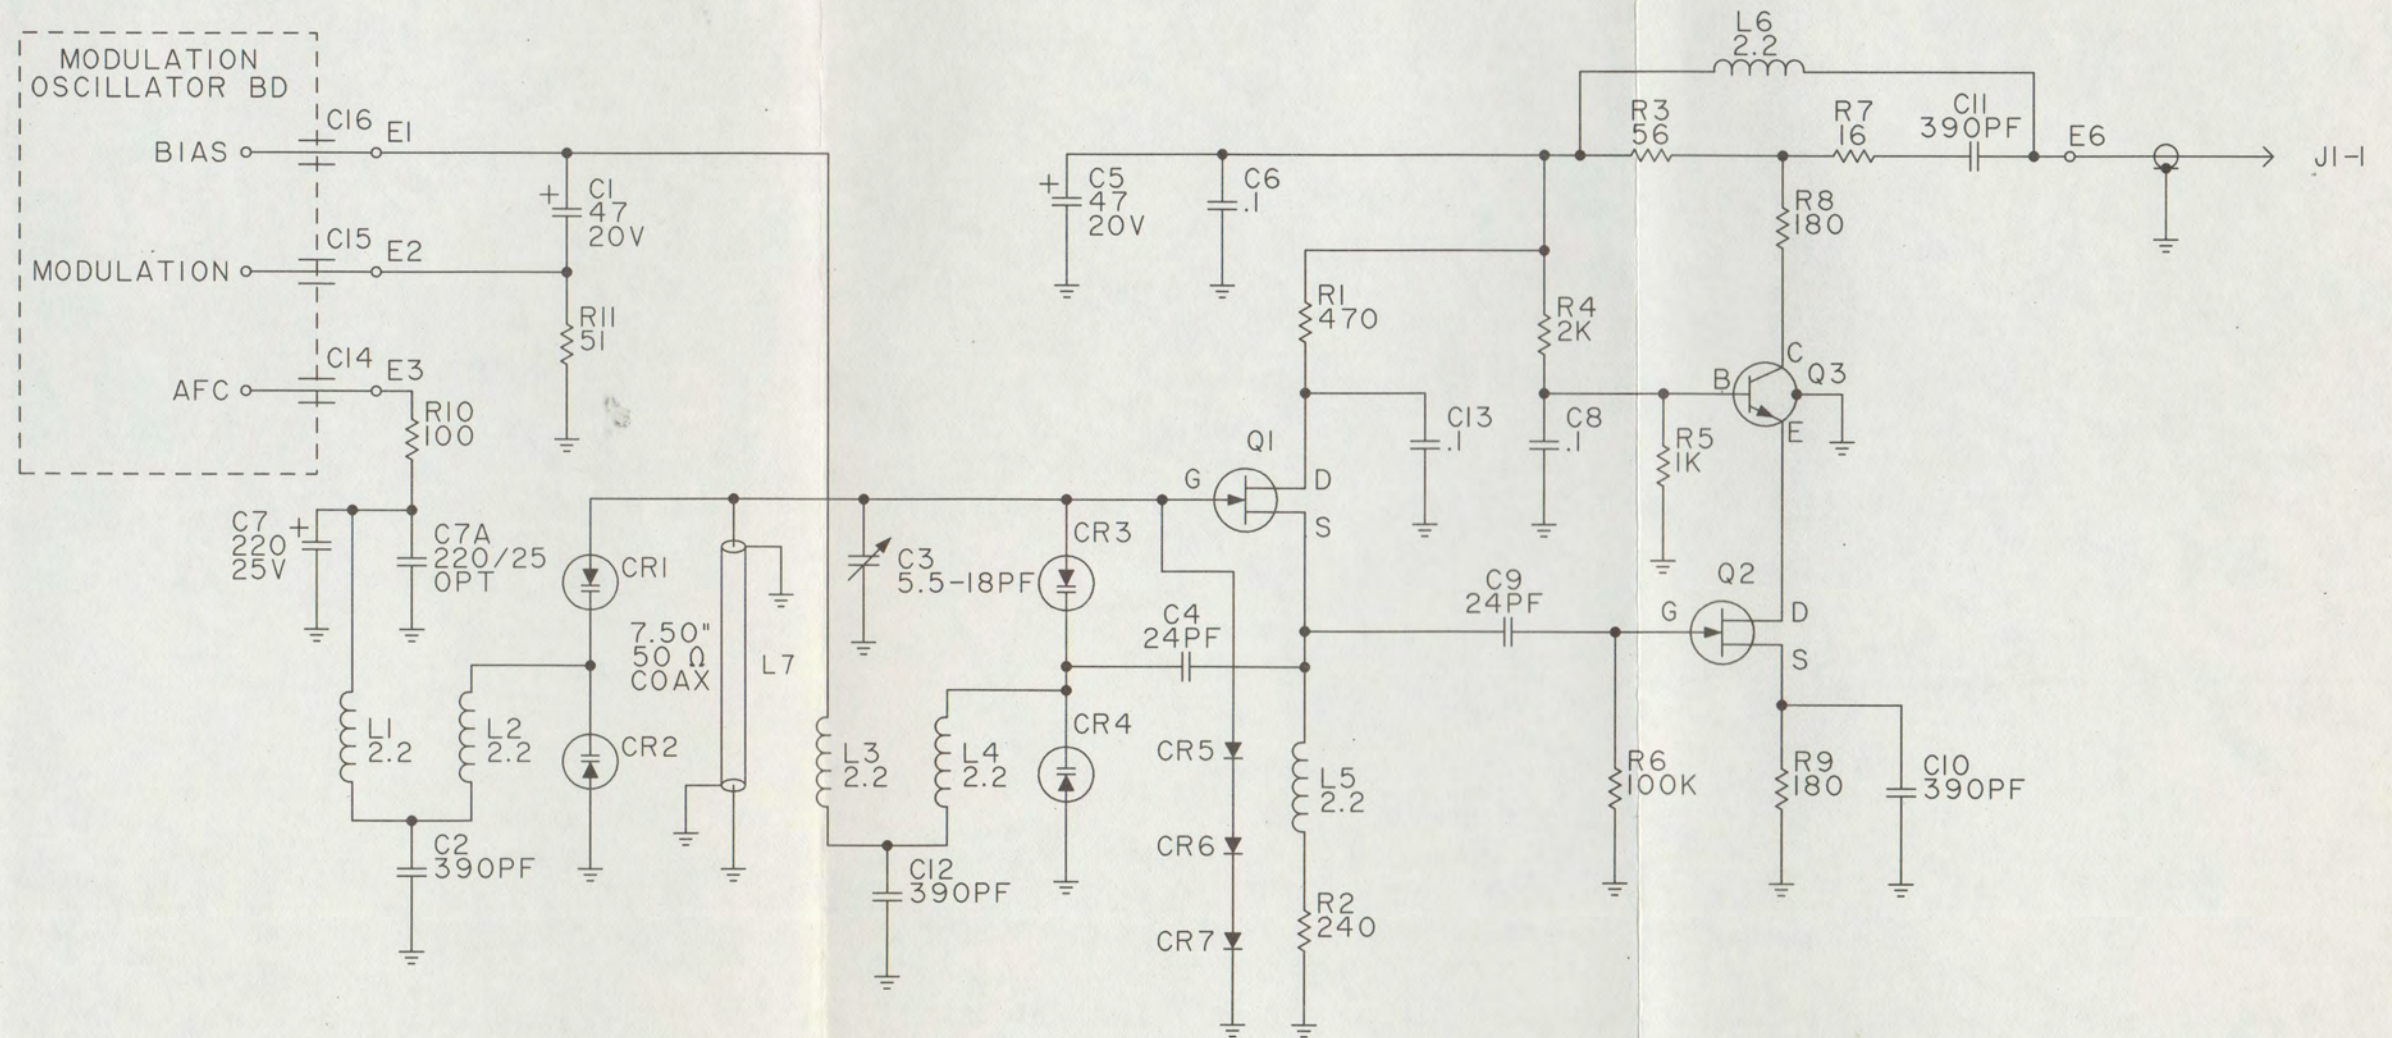 MODULATION
OSCILLATOR BD
BIAS
C16
E1
MODULATION
C15
E2
AFC
C14
E3
C1
47
20V
+
R11
51
R10
100
C7
220
25V
+
C7A
220/25
OPT
L1
2.2
L2
2.2
C2
390PF
CR1
CR2
7.50"
50 Ω
COAX
L7
C3
5.5-18PF
L3
2.2
L4
2.2
C12
390PF
CR3
CR4
C4
24PF
CR5
CR6
CR7
+
C5
47
20V
C6
.1
R1
470
C13
.1
Q1
G
D
S
L5
2.2
R2
240
R4
2K
C8
.1
R5
1K
C9
24PF
R6
100K
L6
2.2
R3
56
R7
16
C11
390PF
E6
J1-1
R8
180
Q3
B
C
E
Q2
G
D
S
R9
180
C10
390PF